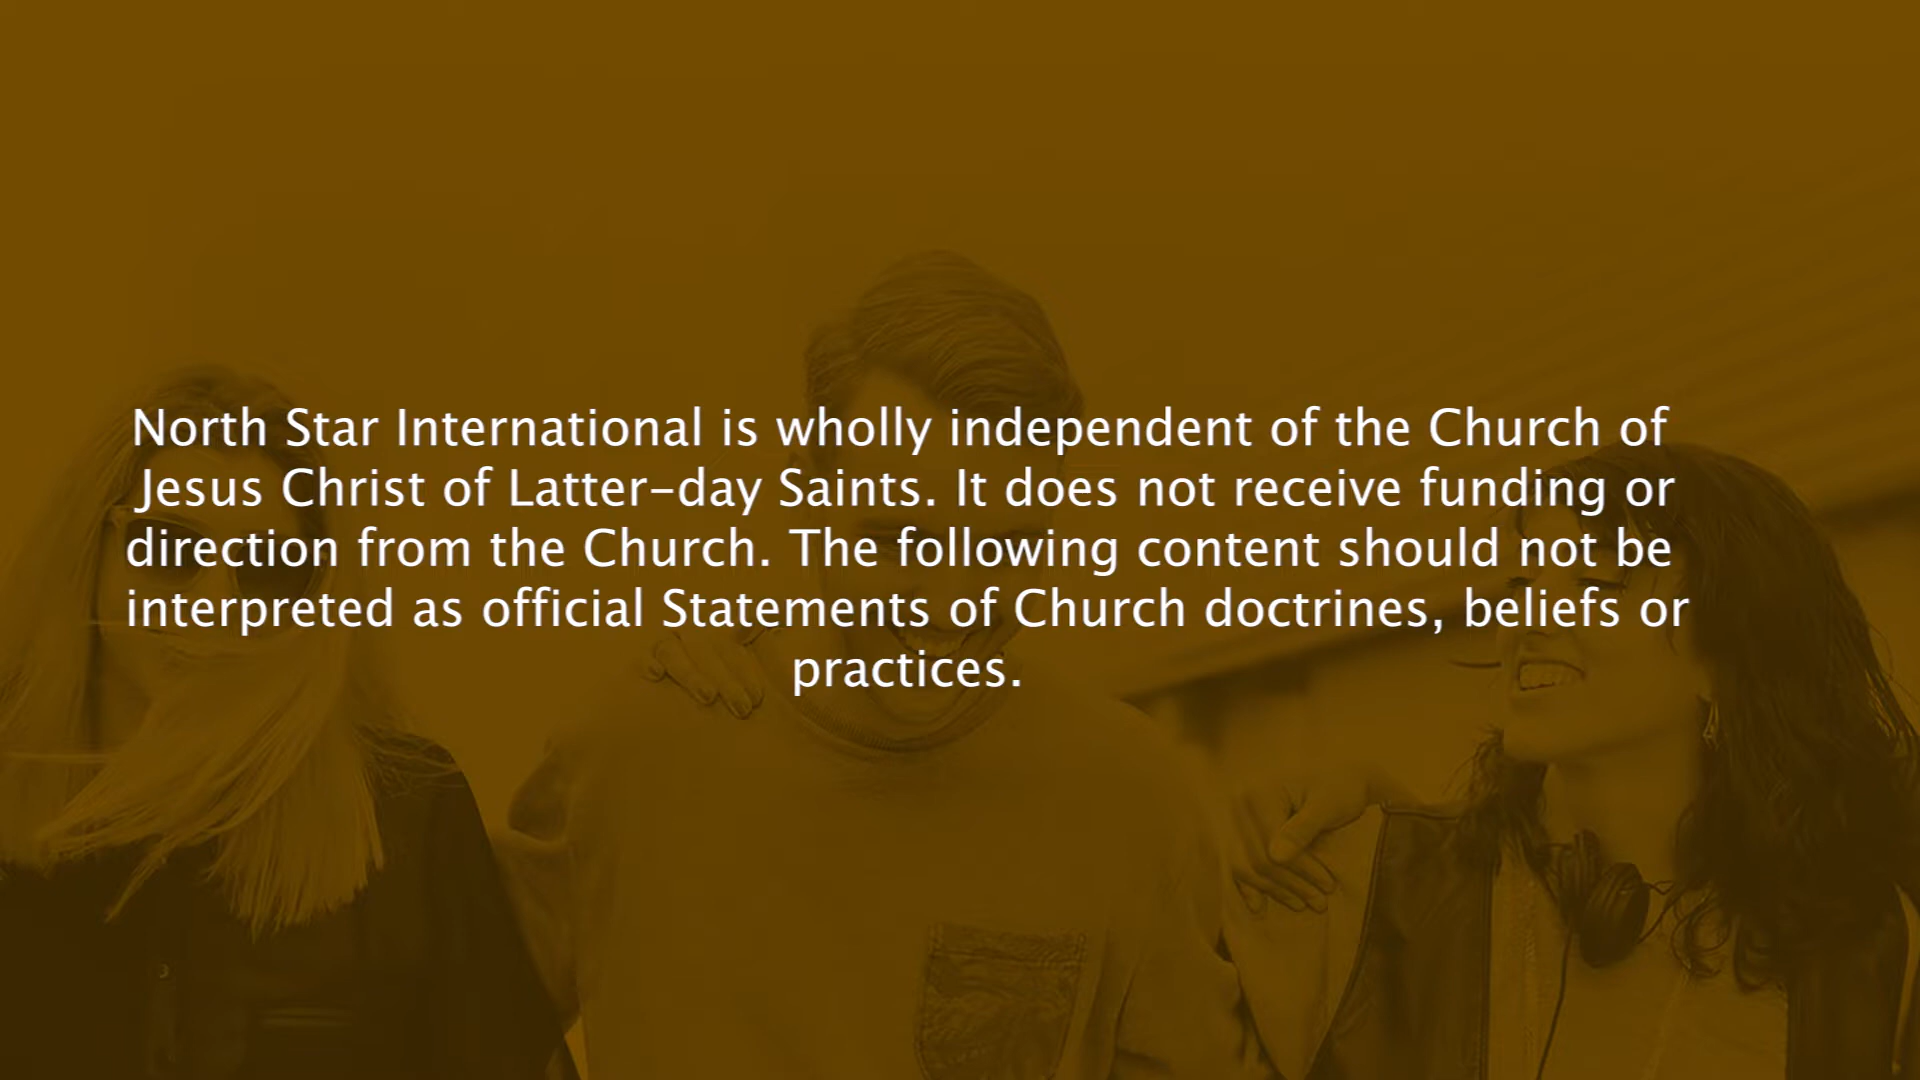 North Star International is wholly independent of the Church of
Jesus Christ of Latter-day Saints. It does not receive funding or
direction from the Church. The following content should not be
interpreted as official Statements of Church doctrines, beliefs or
practices.